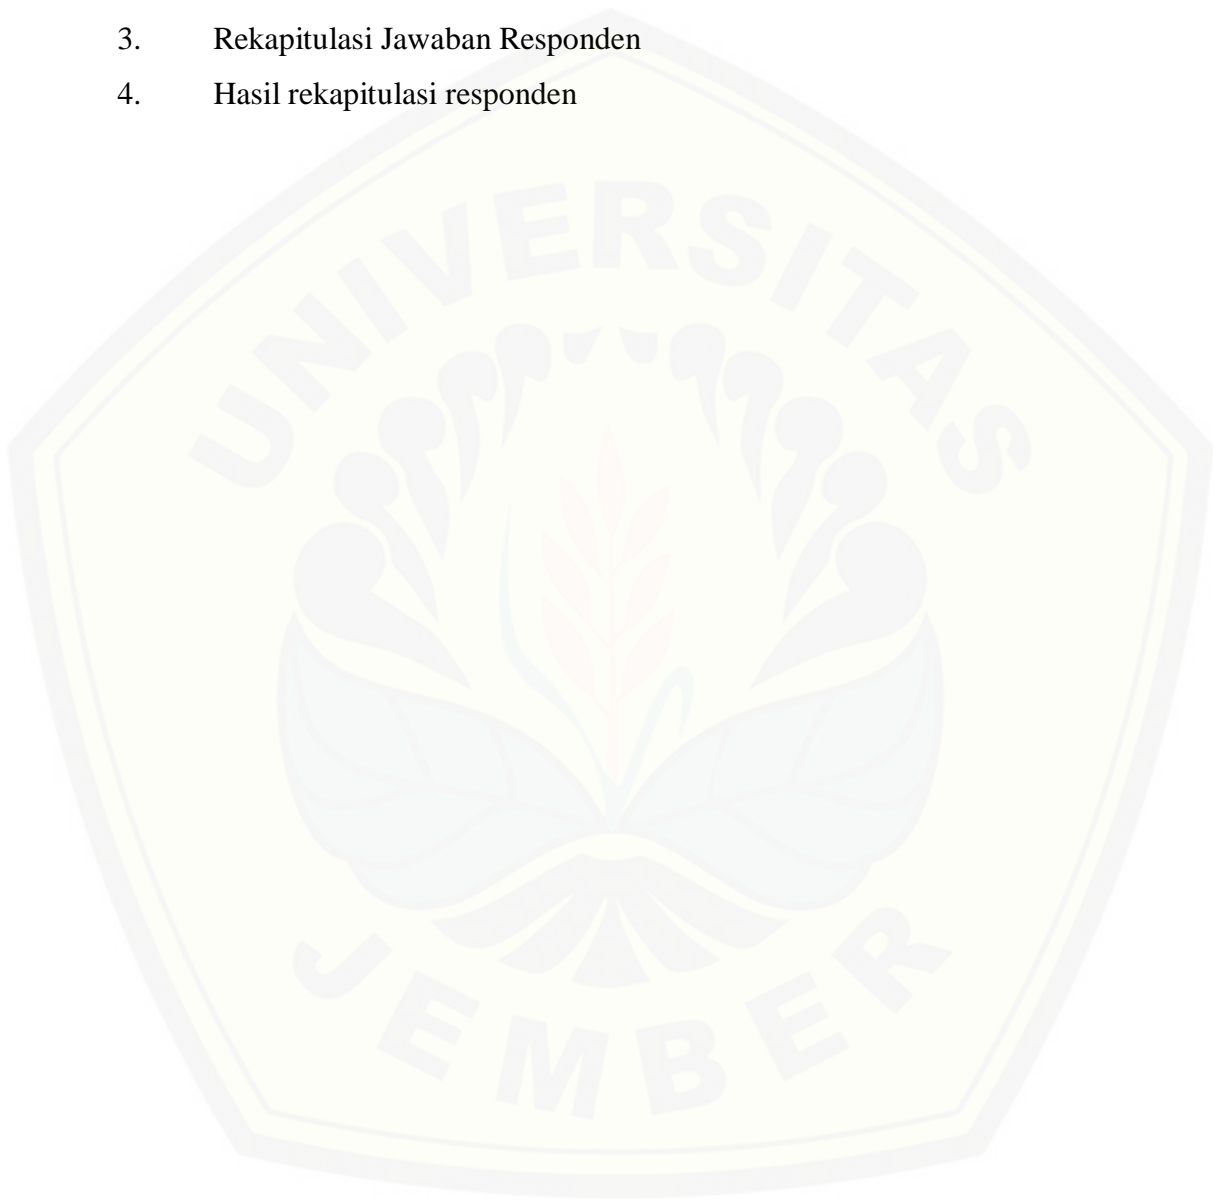 3. Rekapitulasi Jawaban Responden
4. Hasil rekapitulasi responden
UNIVERSITAS
JEMBER